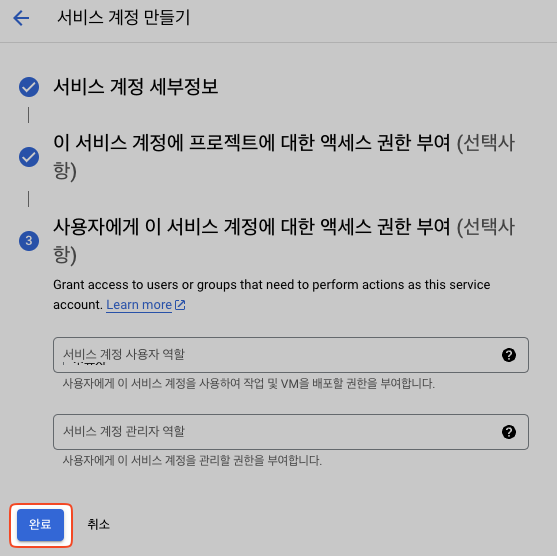 서비스 계정 만들기
서비스 계정 세부정보
이 서비스 계정에 프로젝트에 대한 액세스 권한 부여 (선택사
항)
3
사용자에게 이 서비스 계정에 대한 액세스 권한 부여 (선택사
항)
Grant access to users or groups that need to perform actions as this service
account. Learn more
서비스 계정 사용자 역할
사용자에게 이 서비스 계정을 사용하여 작업 및 VM을 배포할 권한을 부여합니다.
서비스 계정 관리자 역할
사용자에게 이 서비스 계정을 관리할 권한을 부여합니다.
완료 취소